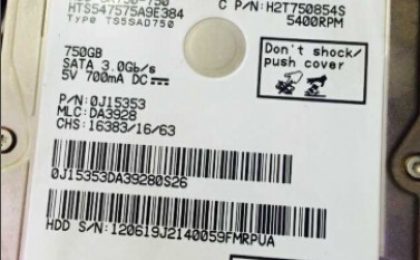 HTS547575A9E384
C P/N:H2T750854S
Type TS5SAD750
5400RPM
750GB
SATA 3.0Gb/s
5V 700mA DC
Don't shock/
push cover
P/N:0J15353
MLC:DA3928
CHS: 16383/16/63
0J15353DA39280S26
HDD S/N:120619J2140059FMRPUA